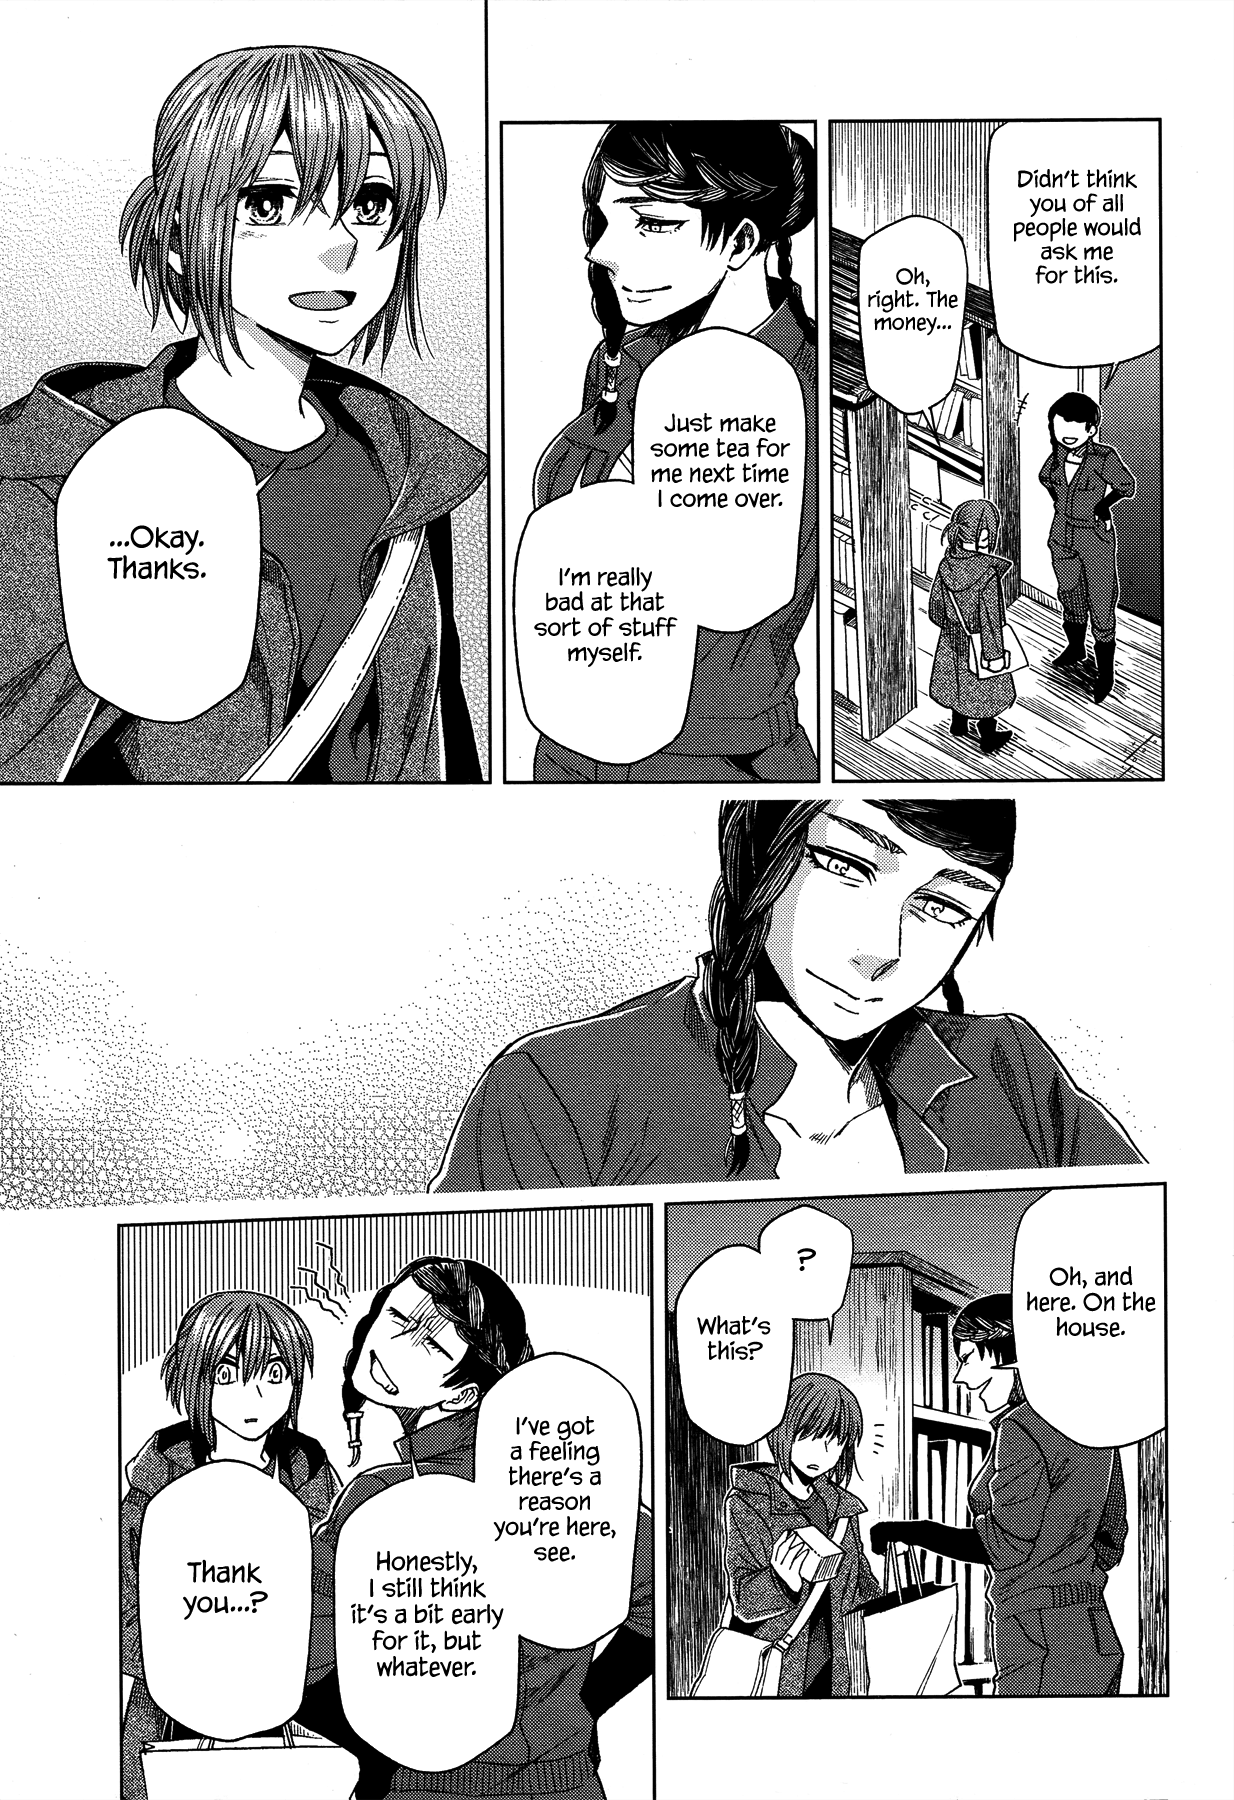 Didn't think
you of all
people would
ask me
for this.
Oh,
right. The
money...
Just make
some tea for
me next time
I come over.
I'm really
bad at that
sort of stuff
myself.
...Okay.
Thanks.
Oh, and
here. On the
house.
?
What's
this?
I've got
a feeling
there's a
reason
you're here,
see.
Honestly,
I still think
it's a bit early
for it, but
whatever.
Thank
you...?